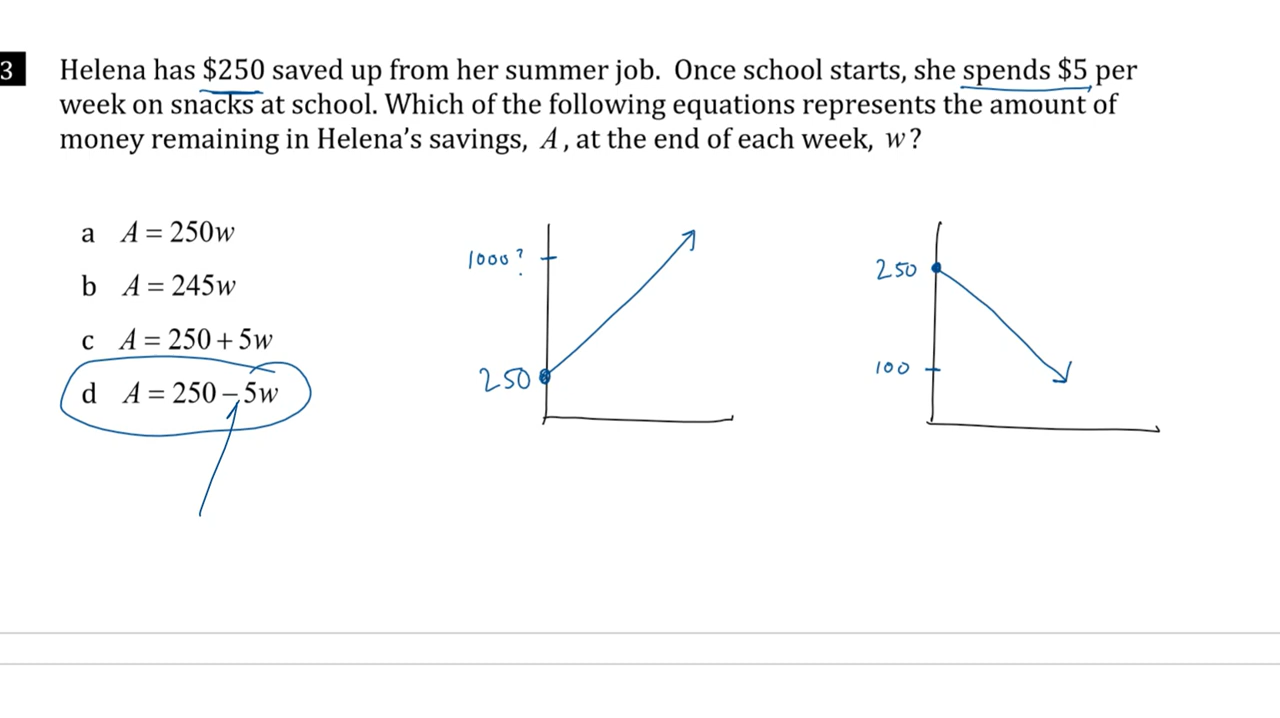 3
Helena has $250 saved up from her summer job. Once school starts, she spends $5 per
week on snacks at school. Which of the following equations represents the amount of
money remaining in Helena's savings, A, at the end of each week, w?
a A = 250w
b A = 245w
c A = 250 + 5w
d A = 250 − 5w
1000?
250
250
100